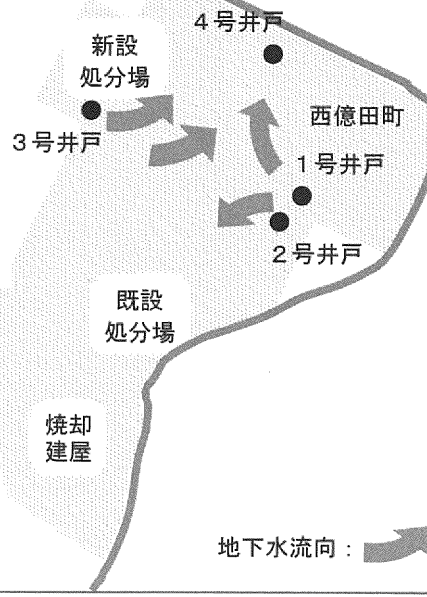 4号井戸
新設
処分場
3号井戸
西億田町
1号井戸
2号井戸
既設
処分場
焼却
建屋
地下水流向：